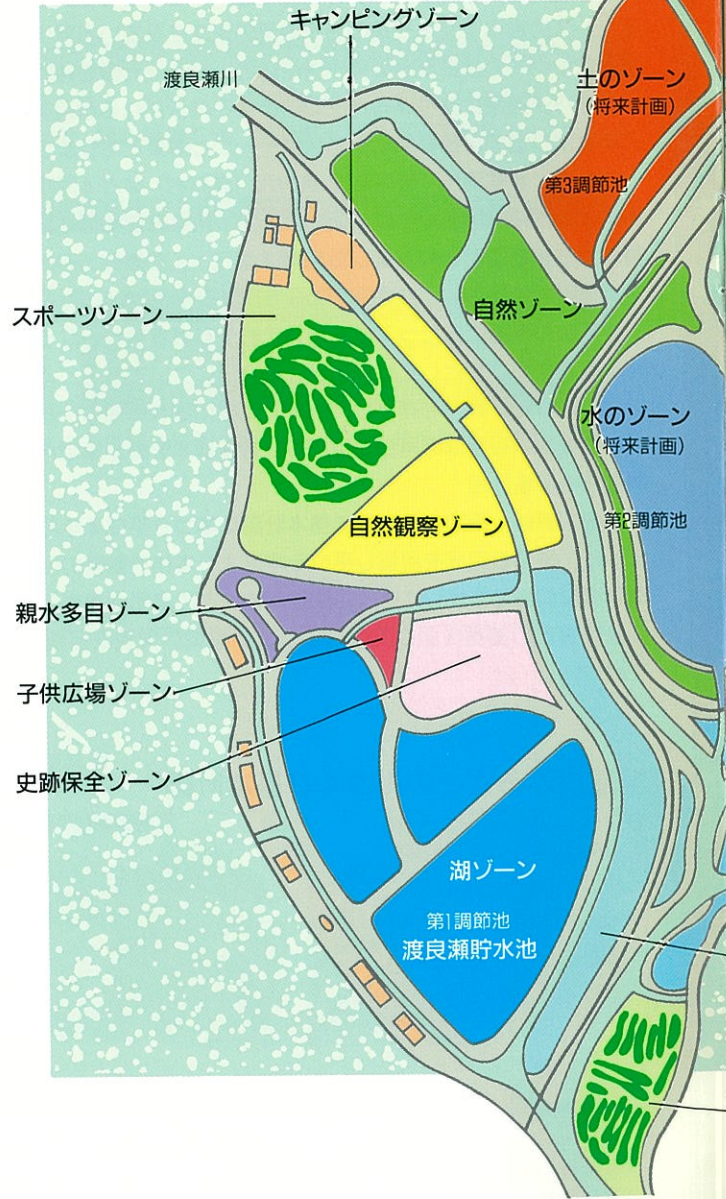 キャンピングゾーン
渡良瀬川
土のゾーン
(将来計画)
第3調節池
スポーツゾーン
自然ゾーン
水のゾーン
(将来計画)
第2調節池
自然観察ゾーン
親水多目ゾーン
子供広場ゾーン
史跡保全ゾーン
湖ゾーン
第1調節池
渡良瀬貯水池